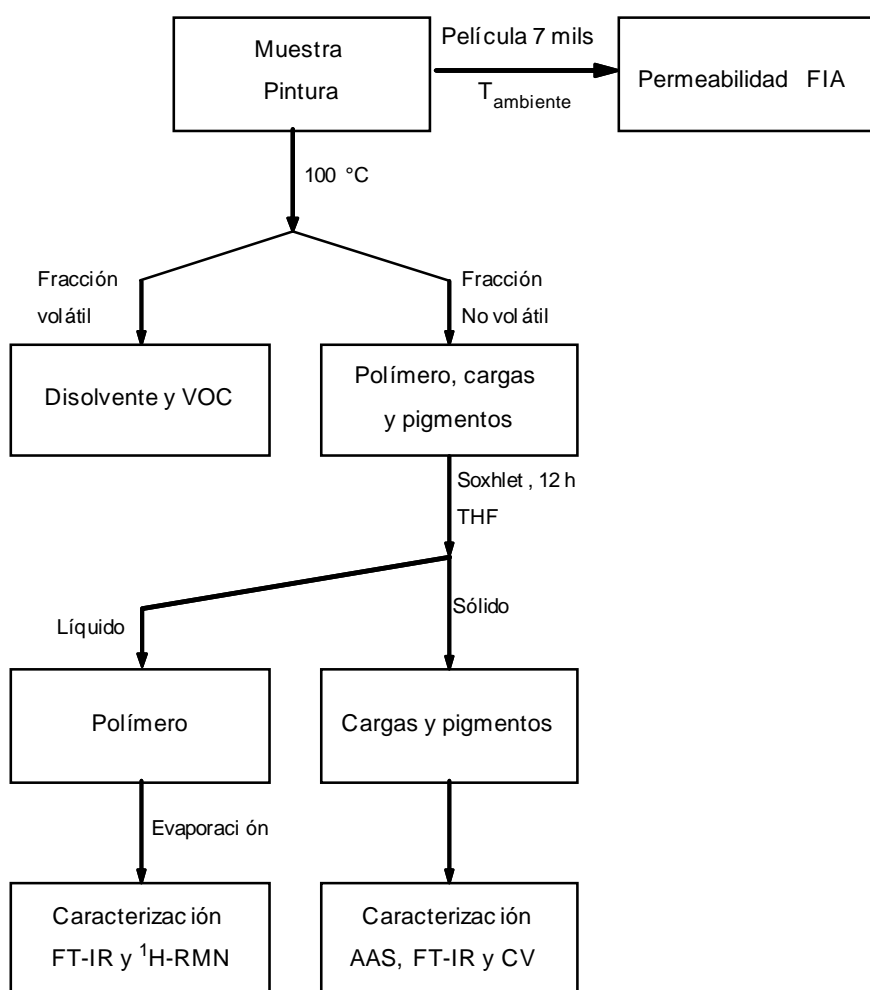 Muestra
Pintura
Película 7 mils
T ambiente
Permeabilidad FIA
100 °C
Fracción
volátil
Fracción
No volátil
Disolvente y VOC
Polímero, cargas
y pigmentos
Soxhlet , 12 h
THF
Líquido
Sólido
Polímero
Cargas y pigmentos
Evaporación
Caracterización
FT-IR y ¹H-RMN
Caracterización
AAS, FT-IR y CV